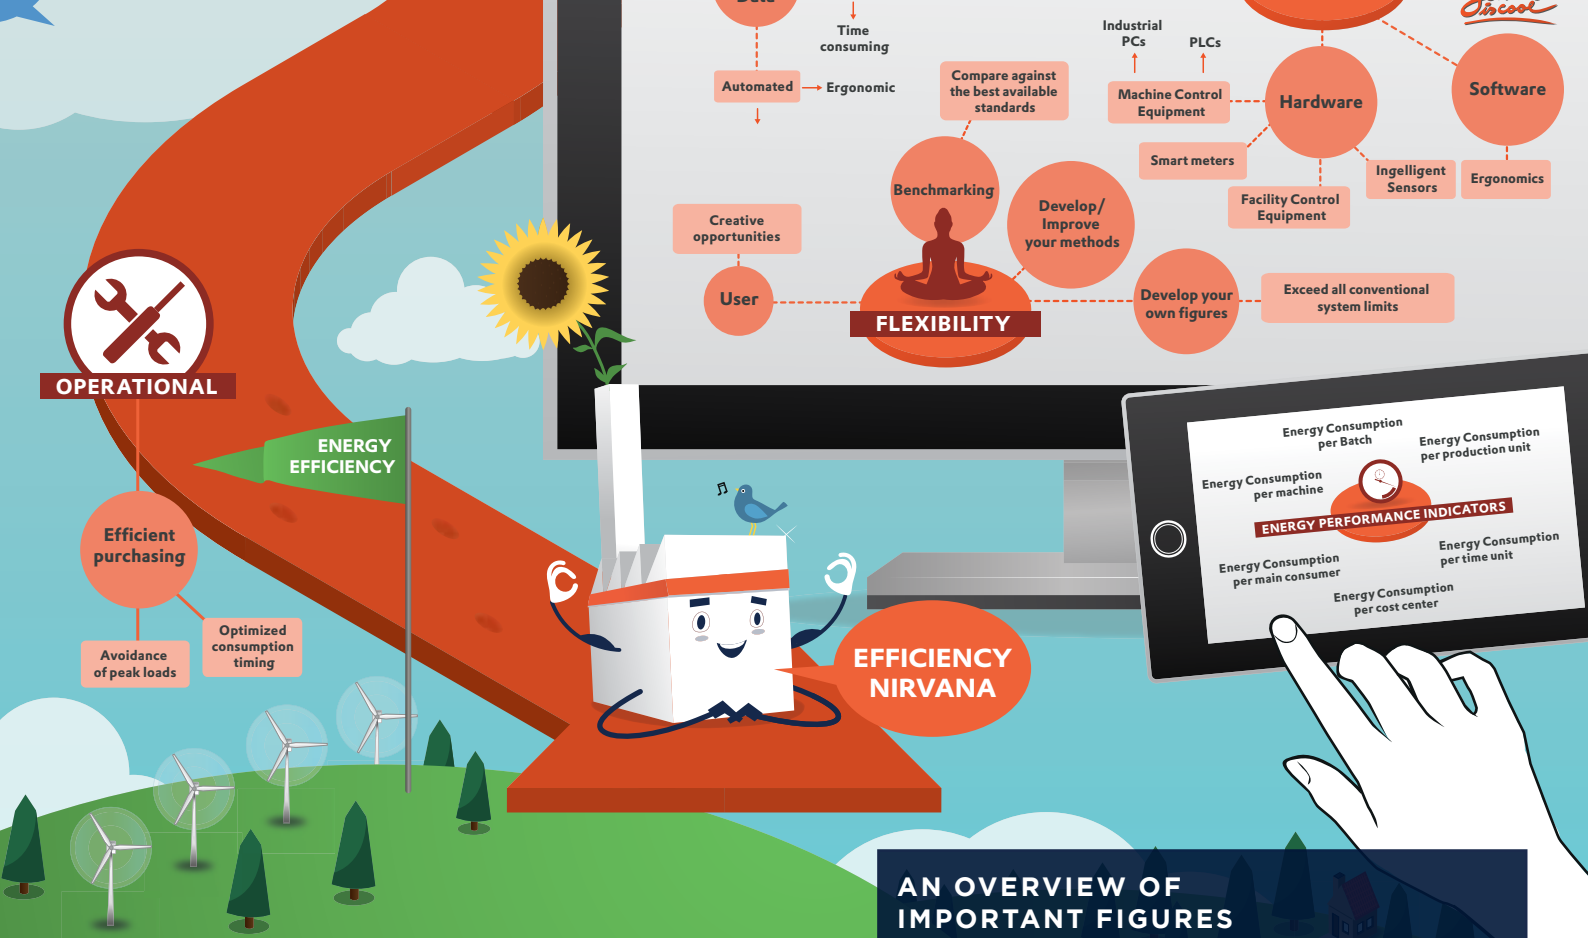 Data
Time
consuming
Automated
Ergonomic
Compare against
the best available
standards
Industrial
PCs
PLCs
is cool
Machine Control
Equipment
Hardware
Software
Smart meters
Ingelligent
Sensors
Ergonomics
Facility Control
Equipment
Benchmarking
Develop/
Improve
your methods
Creative
opportunities
User
FLEXIBILITY
Develop your
own figures
Exceed all conventional
system limits
OPERATIONAL
ENERGY
EFFICIENCY
Efficient
purchasing
Avoidance
of peak loads
Optimized
consumption
timing
EFFICIENCY
NIRVANA
Energy Consumption
per Batch
Energy Consumption
per production unit
Energy Consumption
per machine
ENERGY PERFORMANCE INDICATORS
Energy Consumption
per time unit
Energy Consumption
per main consumer
Energy Consumption
per cost center
AN OVERVIEW OF
IMPORTANT FIGURES